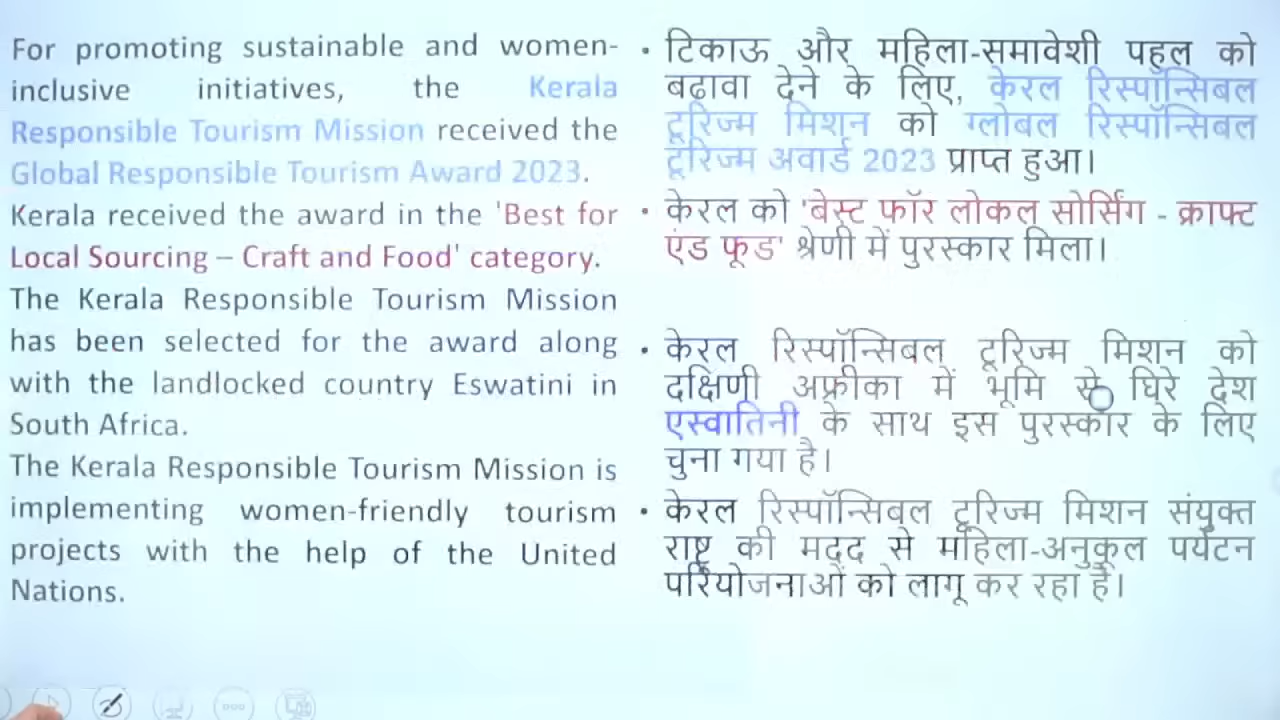 For promoting sustainable and women-
inclusive initiatives, the Kerala
Responsible Tourism Mission received the
Global Responsible Tourism Award 2023.
Kerala received the award in the 'Best for
Local Sourcing – Craft and Food' category.
The Kerala Responsible Tourism Mission
has been selected for the award along
with the landlocked country Eswatini in
South Africa.
The Kerala Responsible Tourism Mission is
implementing women-friendly tourism
projects with the help of the United
Nations.
• टिकाऊ और महिला-समावेशी पहल को
बढ़ावा देने के लिए, केरल रिस्पॉन्सिबल
टूरिज्म मिशन को ग्लोबल रिस्पॉन्सिबल
टूरिज्म अवार्ड 2023 प्राप्त हुआ।
• केरल को 'बेस्ट फॉर लोकल सोर्सिंग - क्राफ्ट
एंड फूड' श्रेणी में पुरस्कार मिला।
• केरल रिस्पॉन्सिबल टूरिज्म मिशन को
दक्षिणी अफ्रीका में भूमि से घिरे देश
एस्वातिनी के साथ इस पुरस्कार के लिए
चुना गया है।
• केरल रिस्पॉन्सिबल टूरिज्म मिशन संयुक्त
राष्ट्र की मदद से महिला-अनुकूल पर्यटन
परियोजनाओं को लागू कर रहा है।